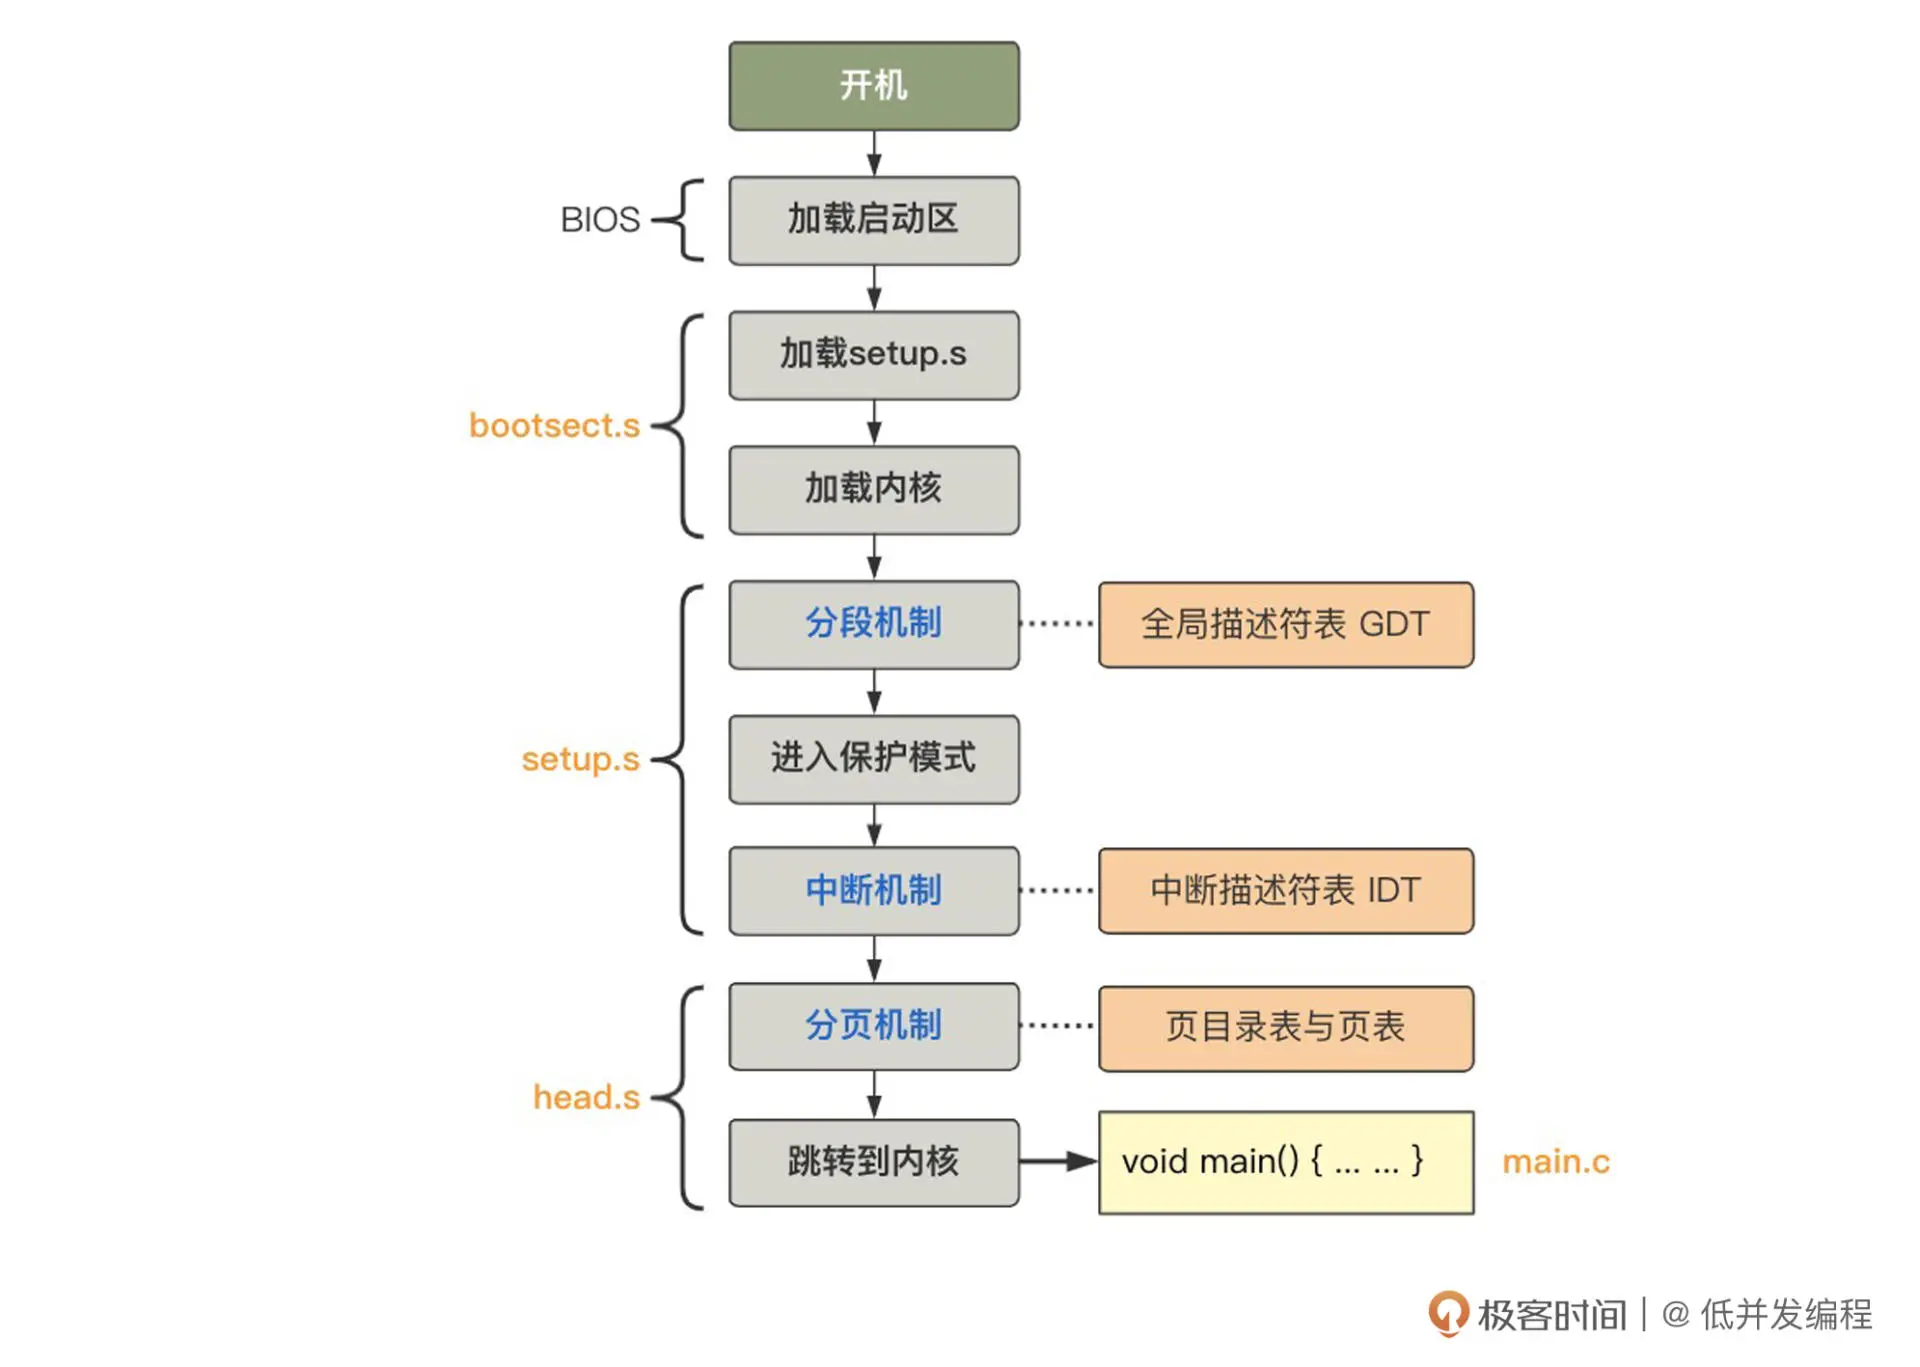 开机
BIOS
加载启动区
加载setup.s
bootsect.s
加载内核
分段机制
全局描述符表 GDT
setup.s
进入保护模式
中断机制
中断描述符表 IDT
分页机制
页目录表与页表
head.s
跳转到内核
void main() { ... ... }
main.c
极客时间 | @ 低并发编程